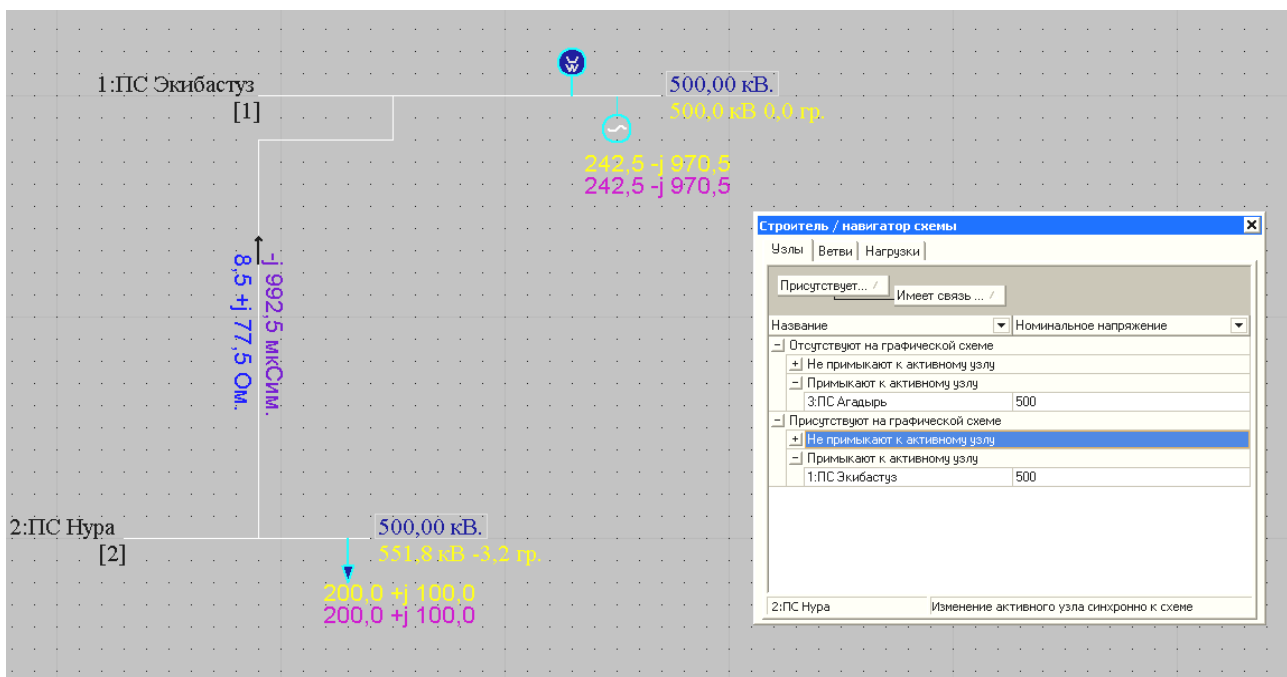 1:ПС Экибастуз
[1]
W
500,00 кВ.
500,0 кВ 0,0 гр.
242,5 -j 970,5
242,5 -j 970,5
8,5 +j 77,5 Ом.
-j 992,5 мкСим.
2:ПС Нура
[2]
500,00 кВ.
551,8 кВ -3,2 гр.
200,0 +j 100,0
200,0 +j 100,0
Строитель / навигатор схемы
Узлы Ветви Нагрузки
Присутствует... /
Имеет связь ... /
Название Номинальное напряжение
Отсутствуют на графической схеме
Не примыкают к активному узлу
Примыкают к активному узлу
3:ПС Агадырь 500
Присутствуют на графической схеме
Не примыкают к активному узлу
Примыкают к активному узлу
1:ПС Экибастуз 500
2:ПС Нура Изменение активного узла синхронно к схеме